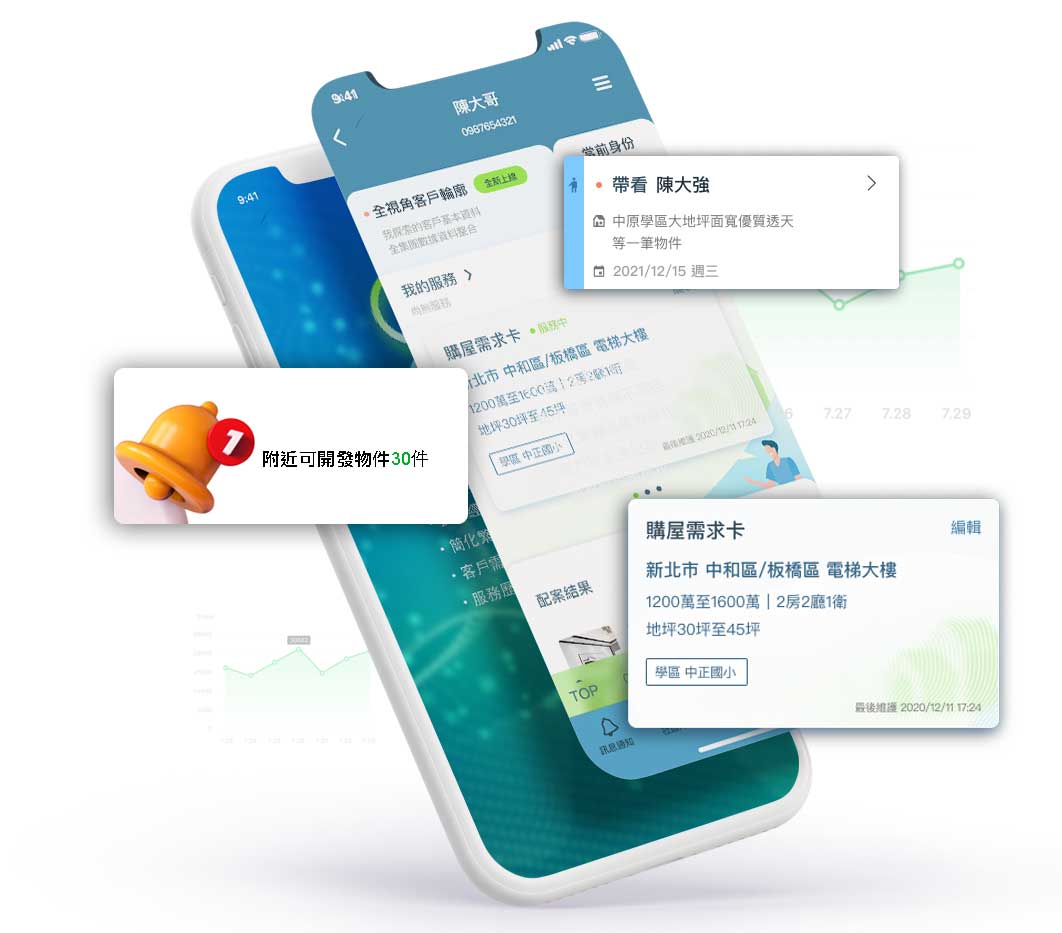 9:41
陳大哥
0987654321
當前身份
全視角客戶輪廓 全新上線
我探索的客戶基本資料
全集團數據資料整合
我的服務
尚無服務
購屋需求卡 服務中
新北市 中和區/板橋區 電梯大樓
1200萬至1600萬｜2房2廳1衛
地坪30坪至45坪
學區 中正國小
最後維護 2020/12/11 17:24
配案結果
TOP
訊息通知
9:41
簡化繁
客戶需
服務歷
帶看 陳大強
中原學區大地坪面寬優質透天
等一筆物件
2021/12/15 週三
1
附近可開發物件30件
7.27 7.28 7.29
購屋需求卡 編輯
新北市 中和區/板橋區 電梯大樓
1200萬至1600萬｜2房2廳1衛
地坪30坪至45坪
學區 中正國小
最後維護 2020/12/11 17:24